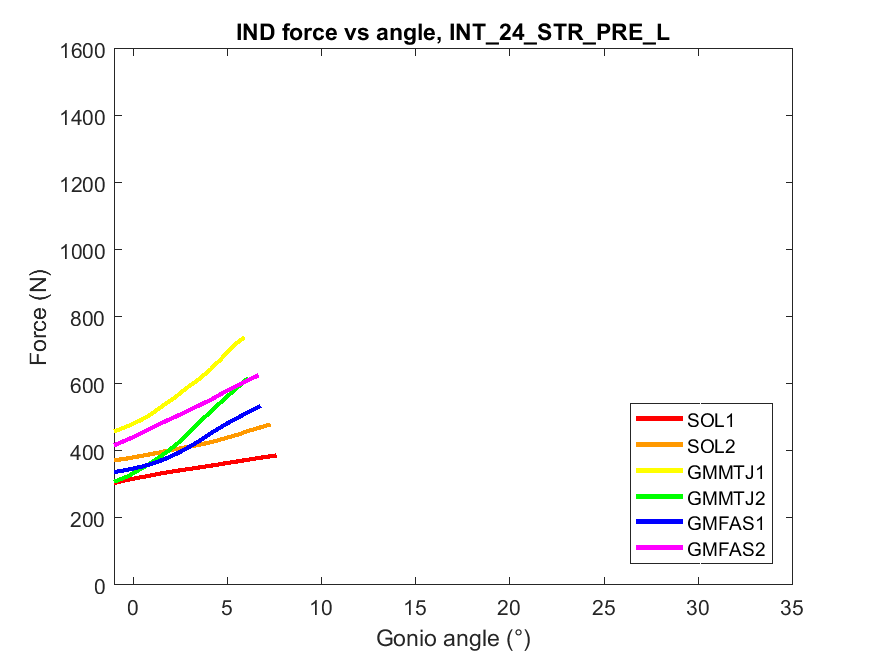 IND force vs angle, INT_24_STR_PRE_L
1600
1400
1200
1000
800
600
400
200
0
Force (N)
0 5 10 15 20 25 30 35
Gonio angle (°)
SOL1
SOL2
GMMTJ1
GMMTJ2
GMFAS1
GMFAS2